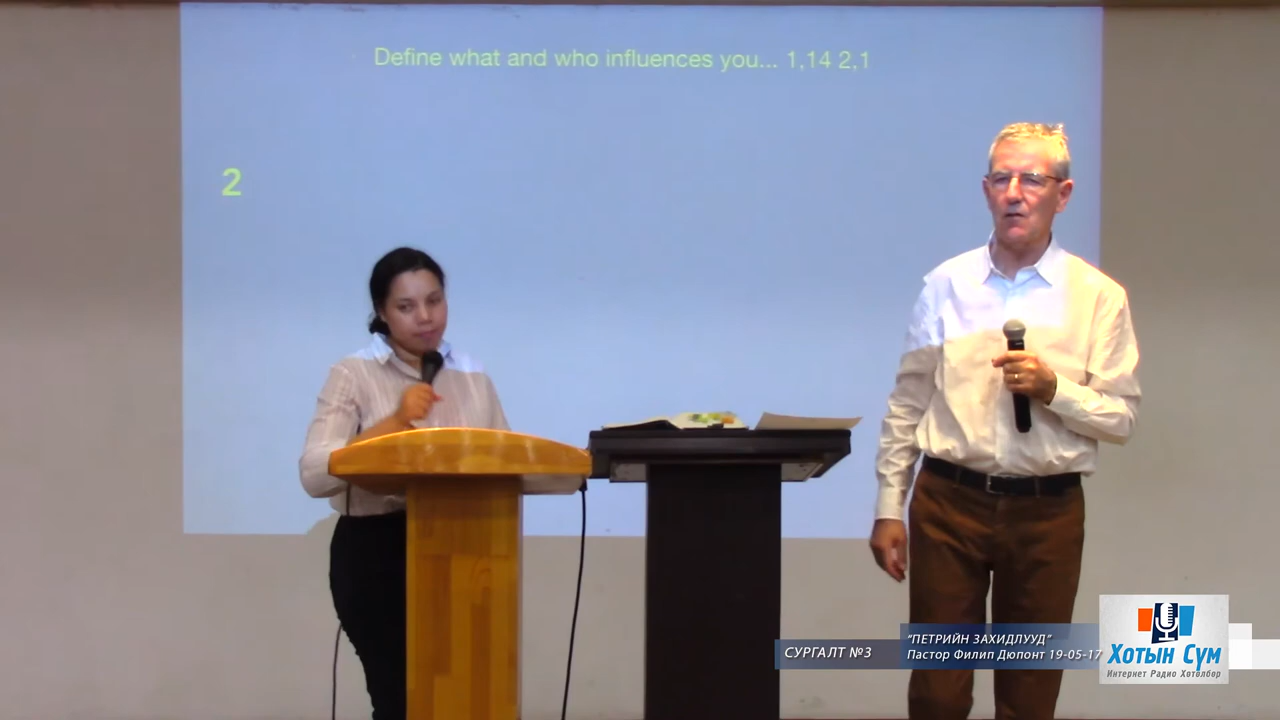 Define what and who influences you... 1,14 2,1
2
СУРГАЛТ №3
"ПЕТРИЙН ЗАХИДЛУУД"
Пастор Филип Дюпонт 19-05-17
Хотын Сүм
Интернет Радио Хөтөлбөр